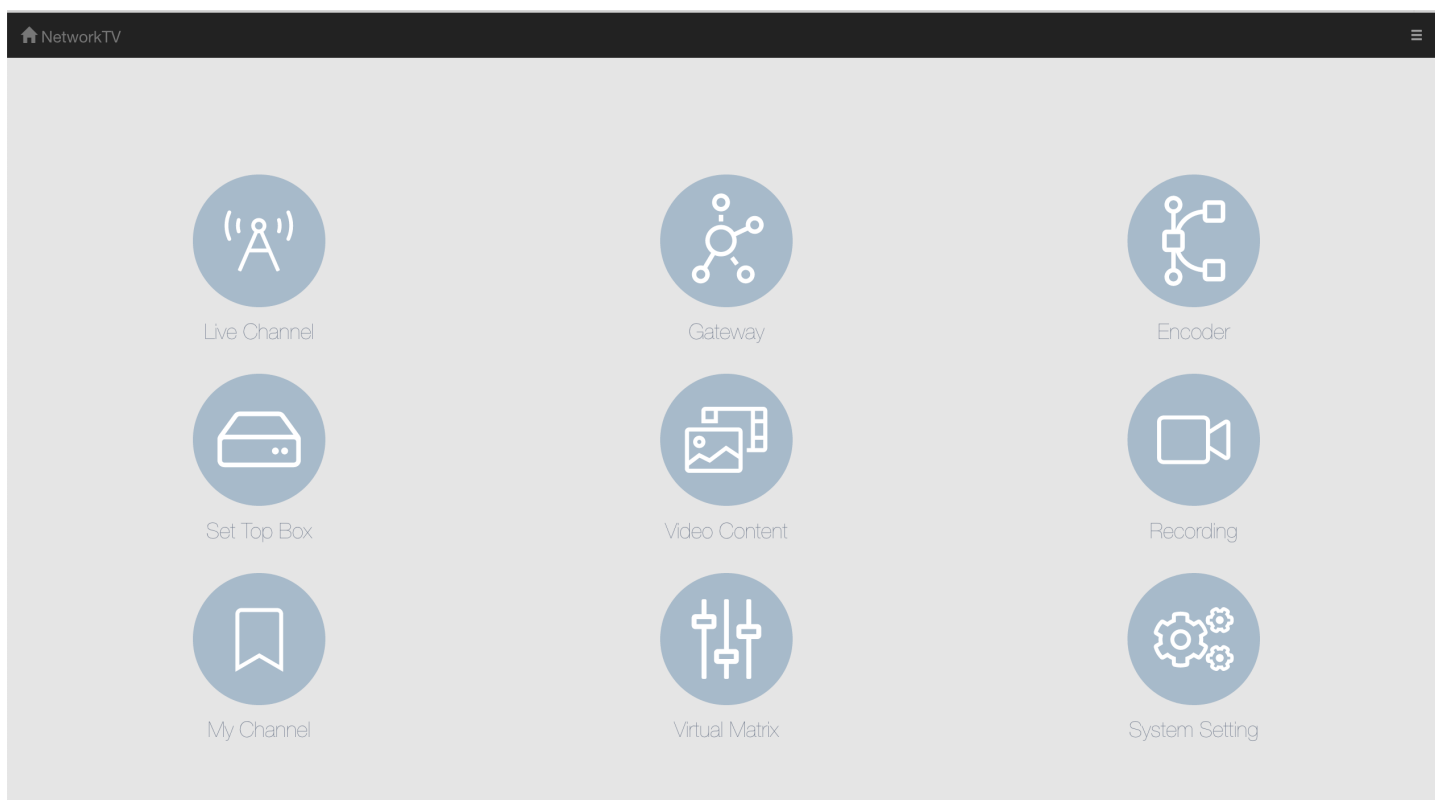 NetworkTV
Live Channel
Gateway
Encoder
Set Top Box
Video Content
Recording
My Channel
Virtual Matrix
System Setting